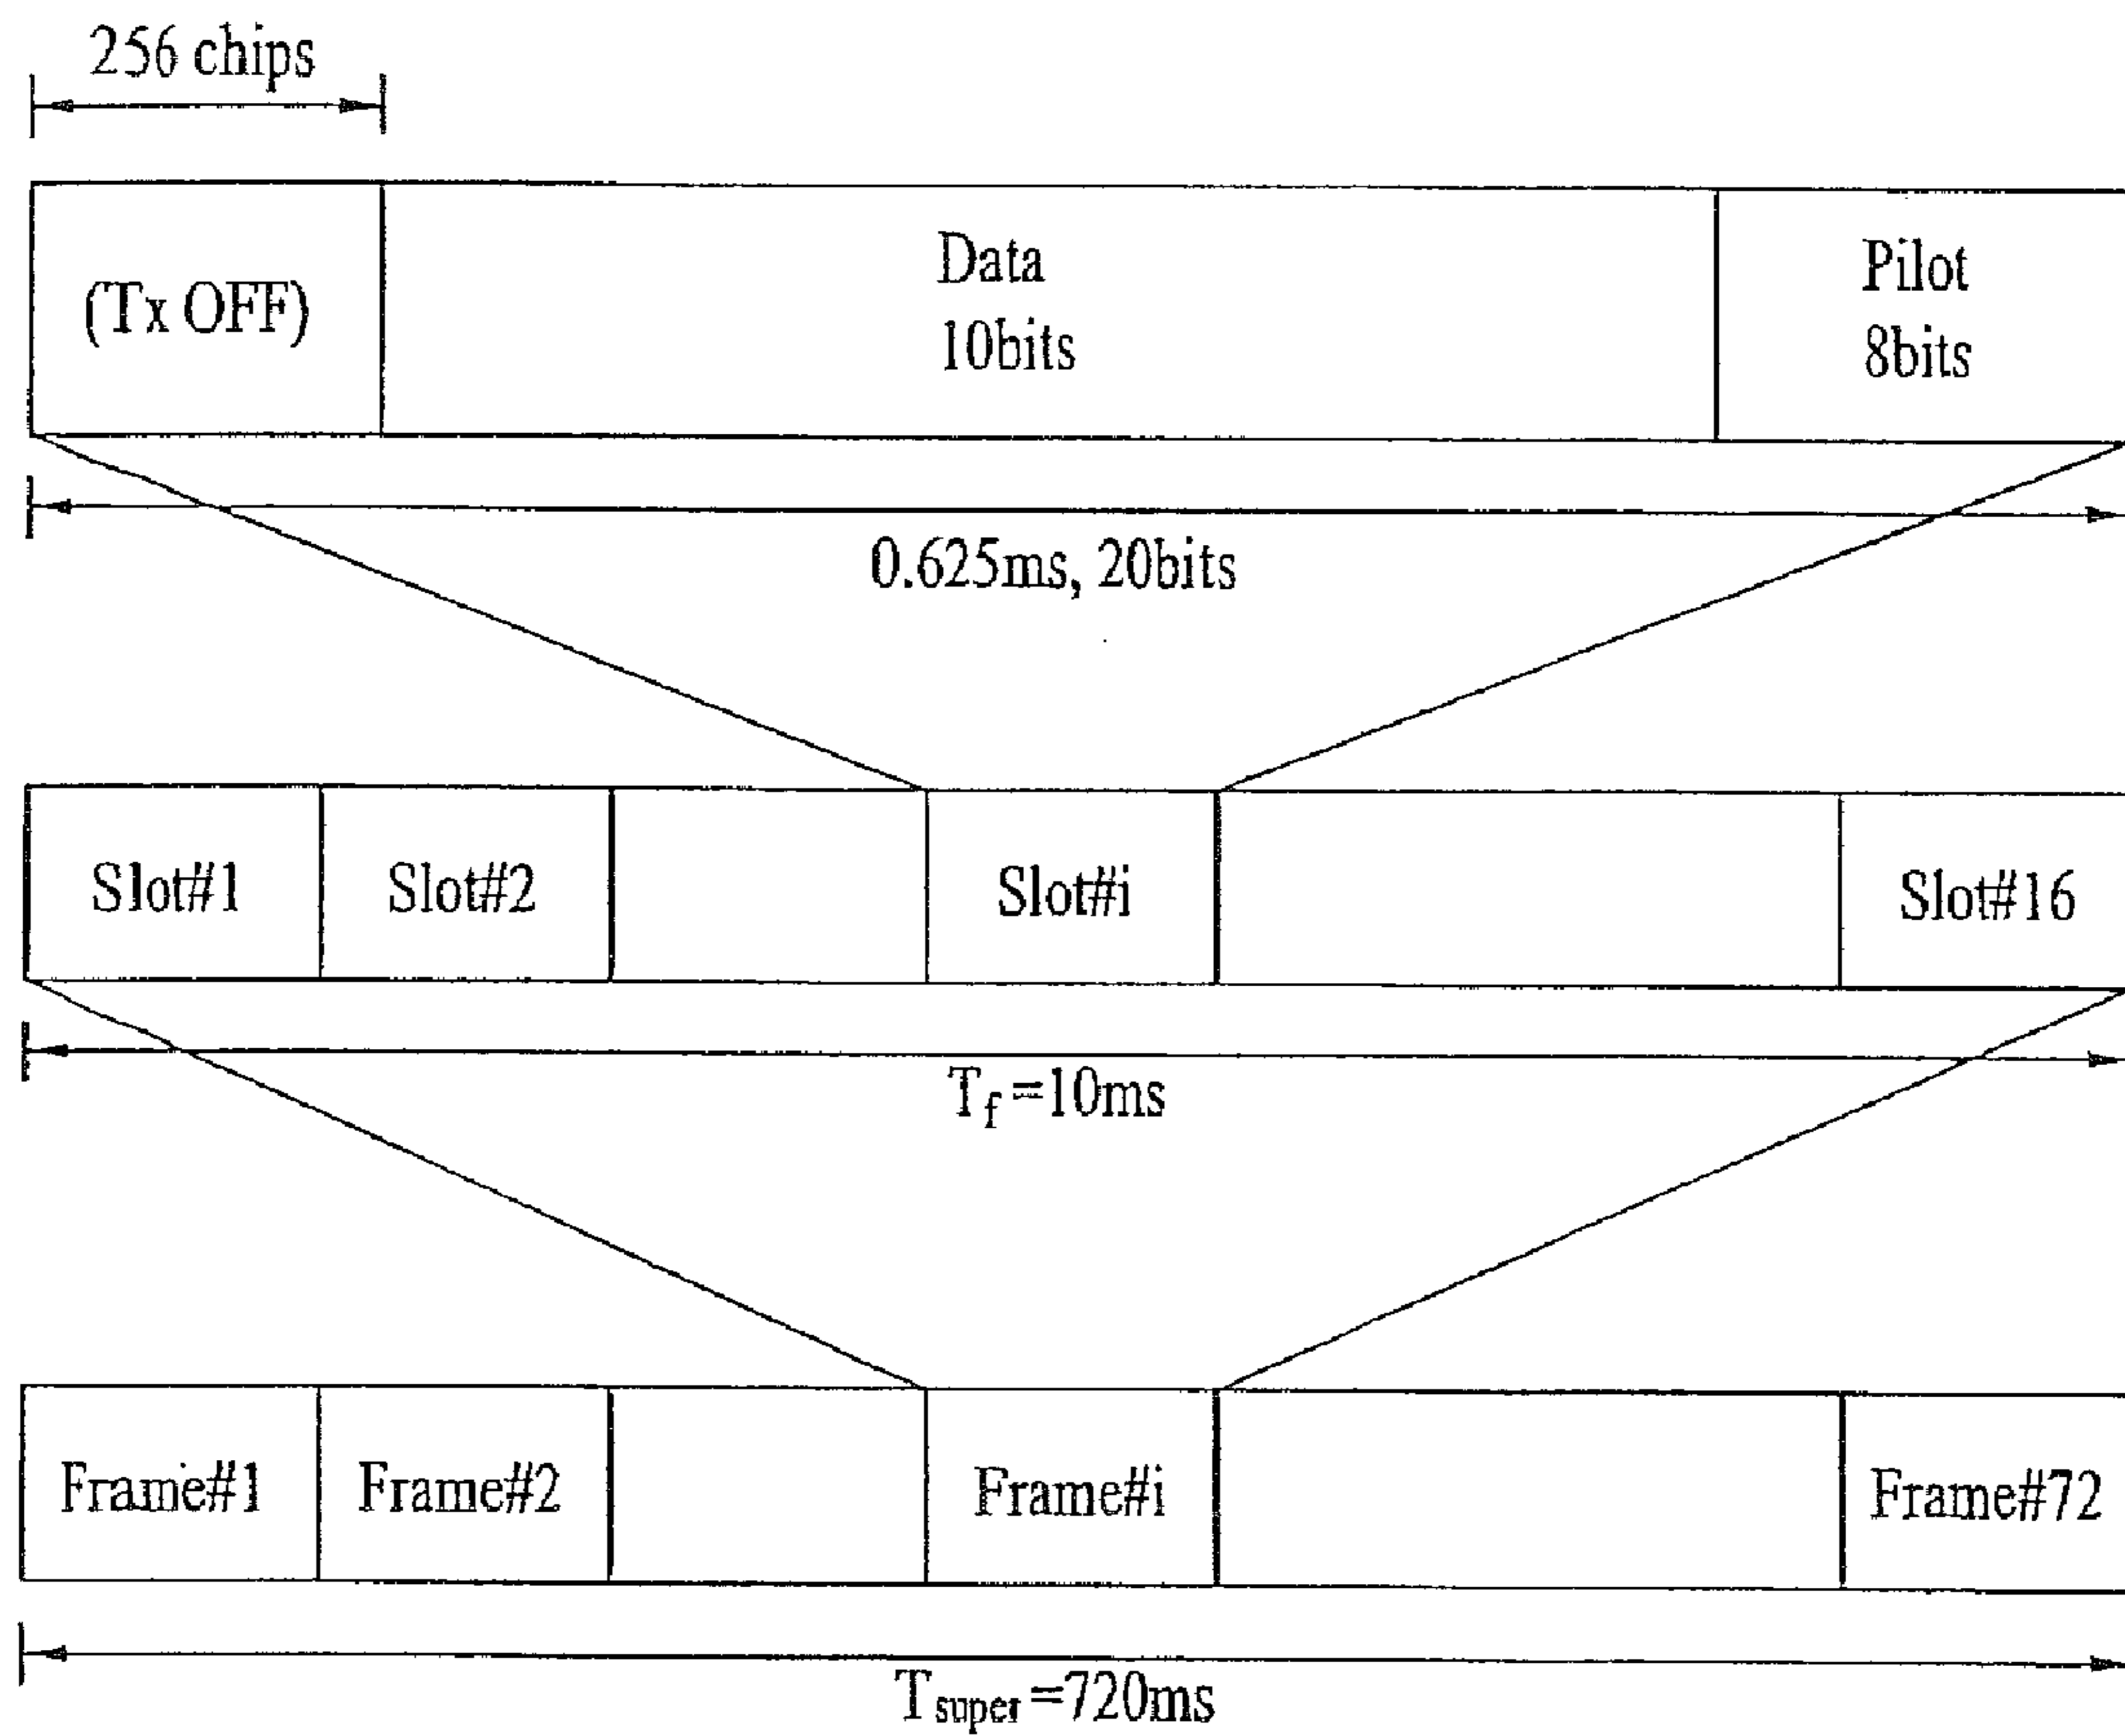 256 chips
(Tx OFF)
Data
10bits
Pilot
8bits
0.625ms, 20bits
Slot#1
Slot#2
Slot#i
Slot#16
Tf=10ms
Frame#1
Frame#2
Frame#i
Frame#72
Tsuper=720ms